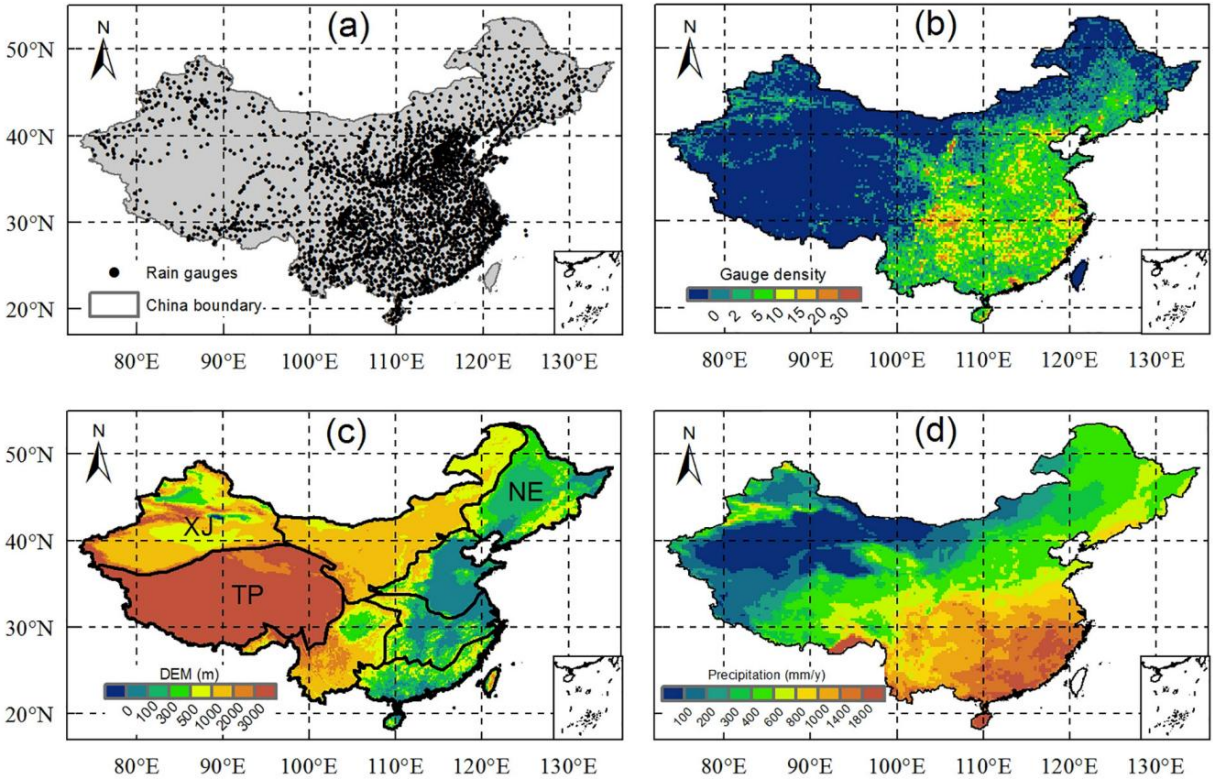 (a)
N
50°N
40°N
30°N
20°N
Rain gauges
China boundary
80°E 90°E 100°E 110°E 120°E 130°E
(b)
N
Gauge density
0 2 5 10 15 20 30
80°E 90°E 100°E 110°E 120°E 130°E
(c)
N
50°N
40°N
30°N
20°N
XJ
NE
TP
DEM (m)
0 100 300 500 1000 2000 3000
80°E 90°E 100°E 110°E 120°E 130°E
(d)
N
Precipitation (mm/y)
100 200 300 400 600 800 1000 1400 1800
80°E 90°E 100°E 110°E 120°E 130°E